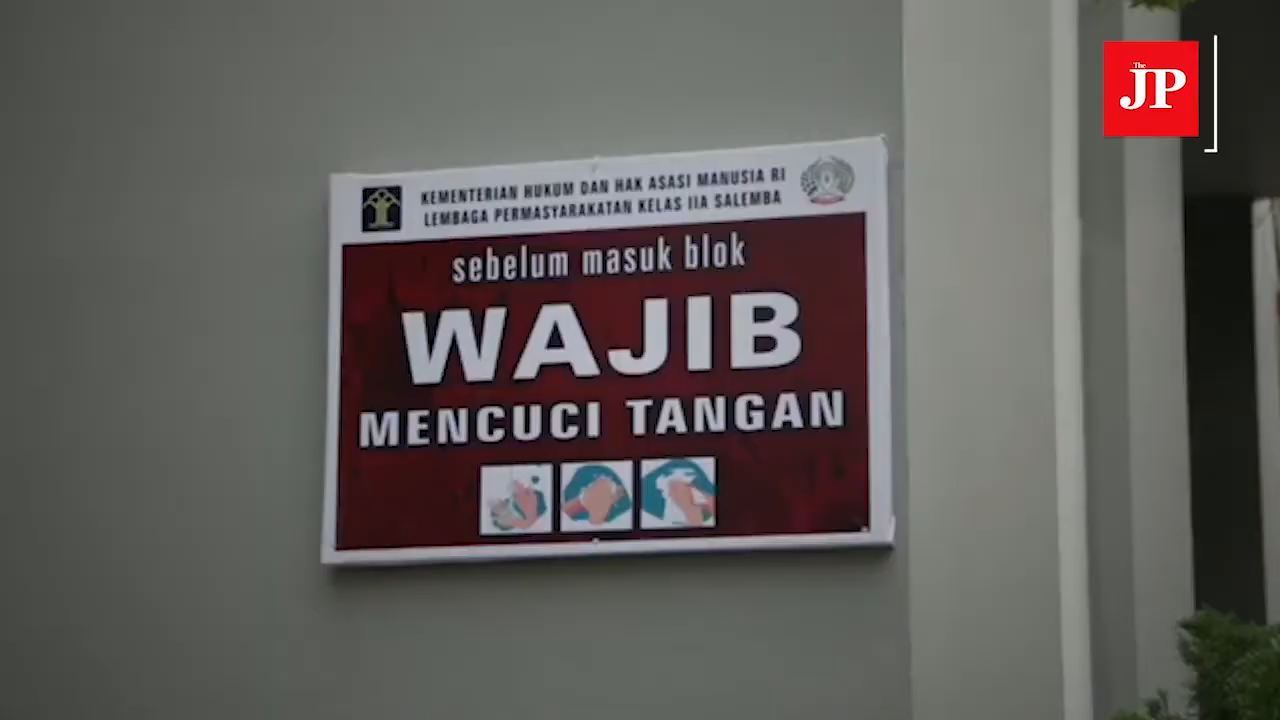 The
JP
KEMENTERIAN HUKUM DAN HAK ASASI MANUSIA RI
LEMBAGA PERMASYARAKATAN KELAS IIA SALEMBA
sebelum masuk blok
WAJIB
MENCUCI TANGAN